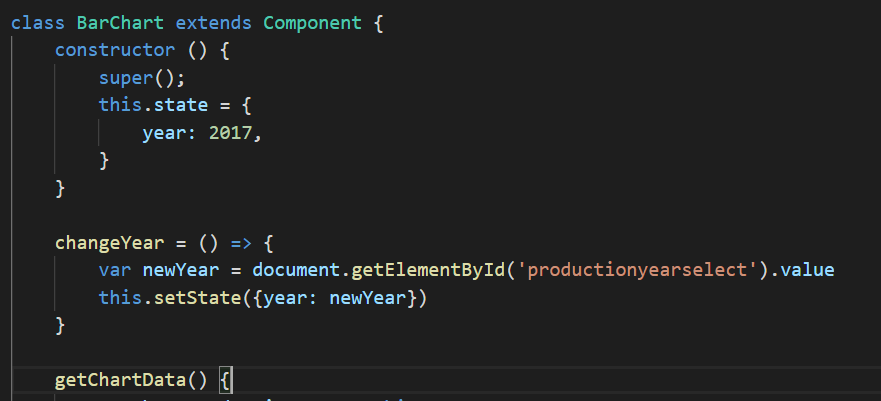 class BarChart extends Component {
constructor () {
super();
this.state = {
year: 2017,
}
}
changeYear = () => {
var newYear = document.getElementById('productionyearselect').value
this.setState({year: newYear})
}
getChartData() {